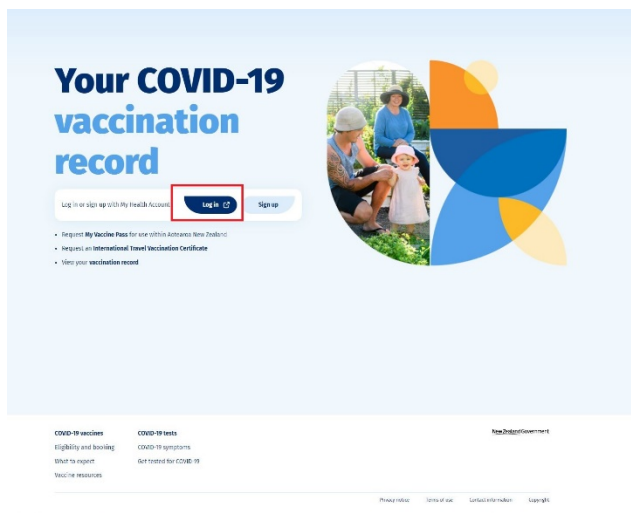 Your COVID-19
vaccination
record
Log in or sign up with My Health Account
Log in
Sign up
• Request My Vaccine Pass for use within Aotearoa New Zealand
• Request an International Travel Vaccination Certificate
• View your vaccination record
COVID-19 vaccines
Eligibility and booking
What to expect
Vaccine resources
COVID-19 tests
COVID-19 symptoms
Get tested for COVID-19
New Zealand Government
Privacy notice
Terms of use
Contact information
Copyright